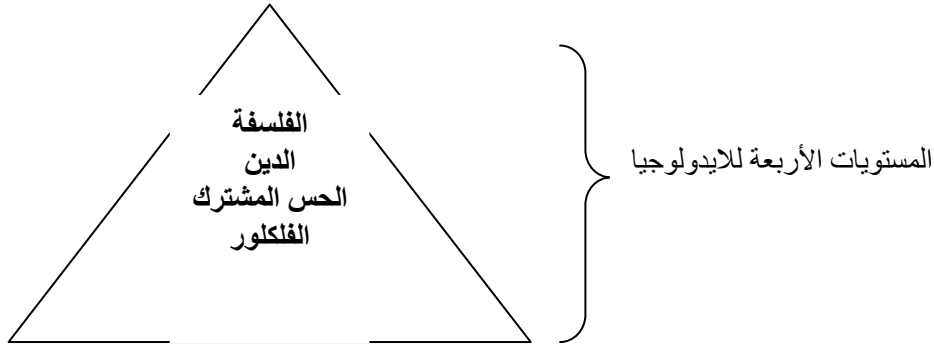 الفلسفة
الدين
الحس المشترك
الفلكلور
المستويات الأربعة للايدولوجيا